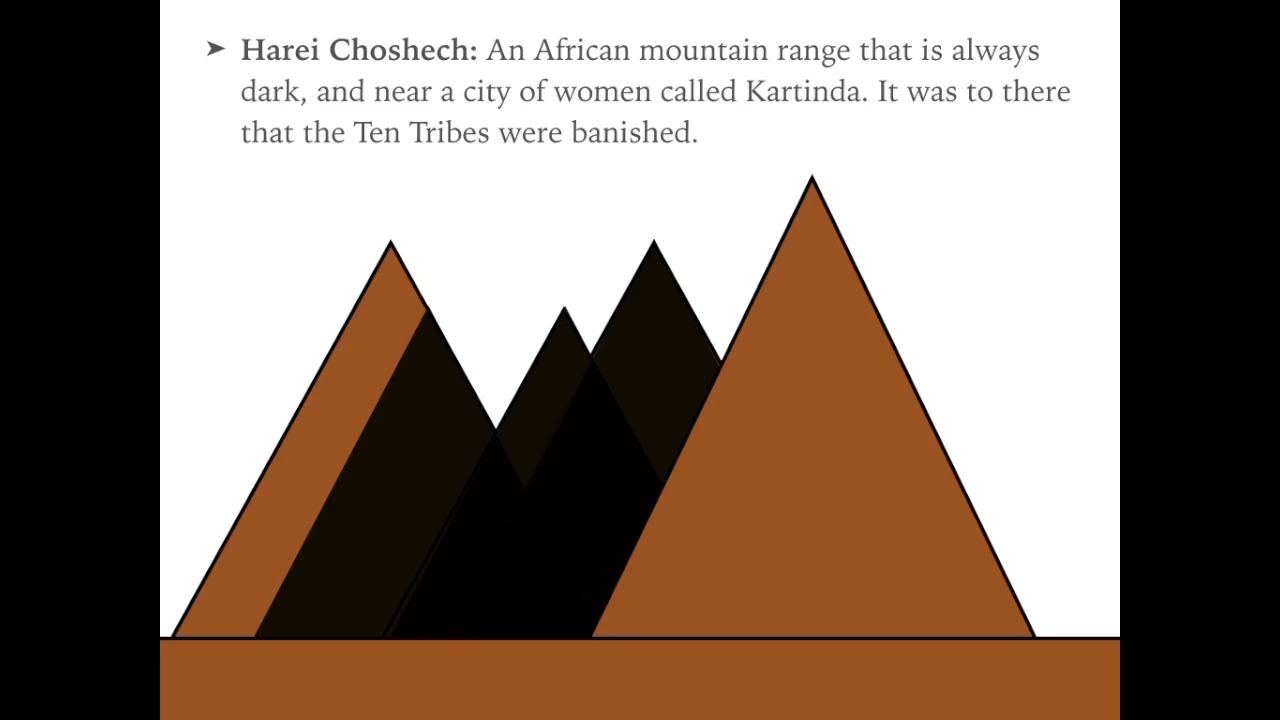 ➤ Harei Choshech: An African mountain range that is always
dark, and near a city of women called Kartinda. It was to there
that the Ten Tribes were banished.